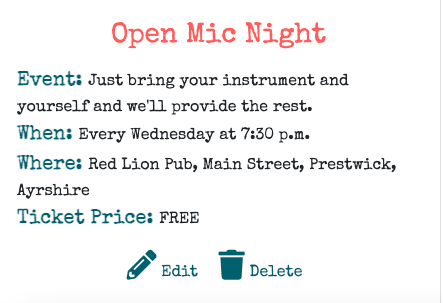 Open Mic Night
Event: Just bring your instrument and
yourself and we'll provide the rest.
When: Every Wednesday at 7:30 p.m.
Where: Red Lion Pub, Main Street, Prestwick,
Ayrshire
Ticket Price: FREE
Edit Delete